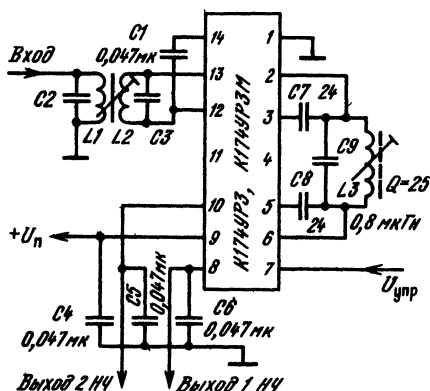 C1
0,047мк
14
1
Вход
13
2
C7
24
C2
L1
L2
C3
12
3
C9
11
4
К174УР3, К174УР3М
C8
L3
Q=25
10
5
24
0,8 мкГн
+Uп
9
6
8
7
Uупр
C4
0,047мк
C5
0,047мк
C6
0,047мк
Выход 2 НЧ
Выход 1 НЧ